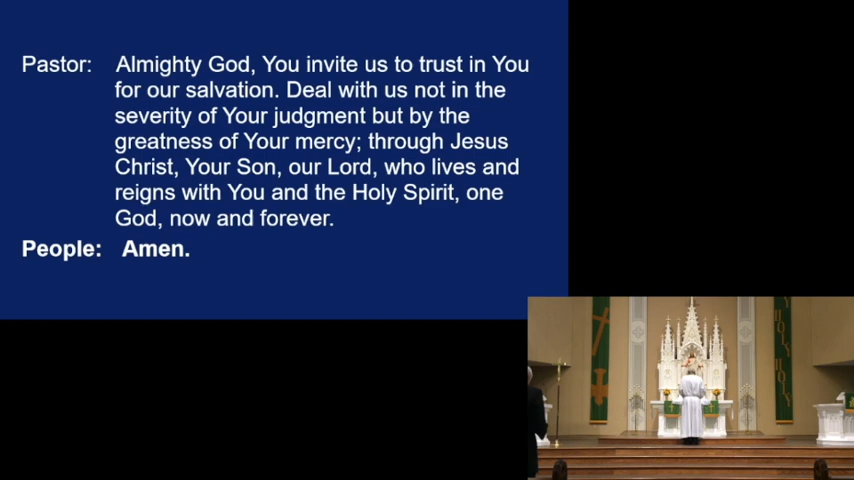 Pastor: Almighty God, You invite us to trust in You
for our salvation. Deal with us not in the
severity of Your judgment but by the
greatness of Your mercy; through Jesus
Christ, Your Son, our Lord, who lives and
reigns with You and the Holy Spirit, one
God, now and forever.
People: Amen.
HOLY
HOLY